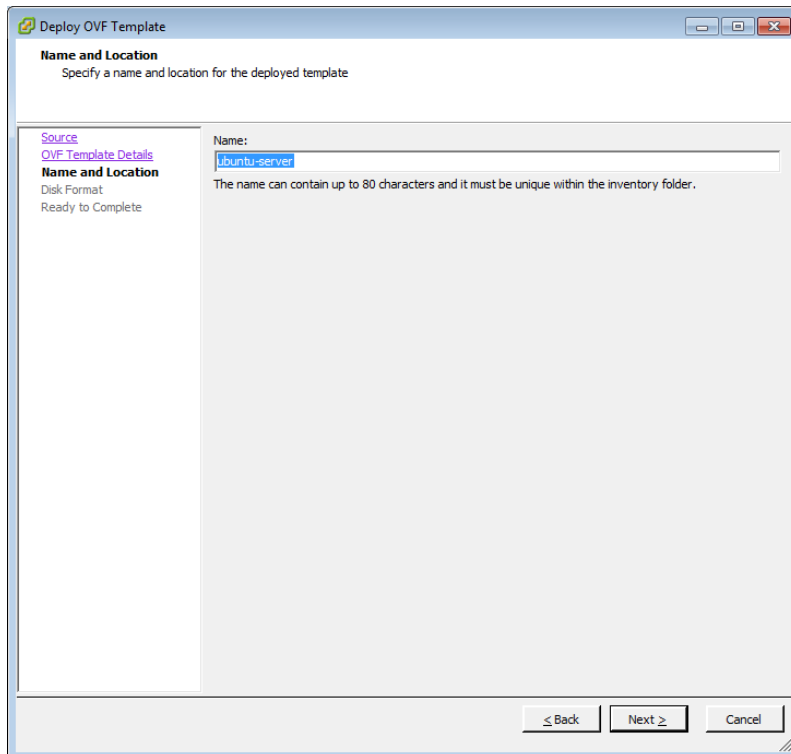 Deploy OVF Template
Name and Location
Specify a name and location for the deployed template
Source
OVF Template Details
Name and Location
Disk Format
Ready to Complete
Name:
ubuntu-server
The name can contain up to 80 characters and it must be unique within the inventory folder.
< Back
Next >
Cancel